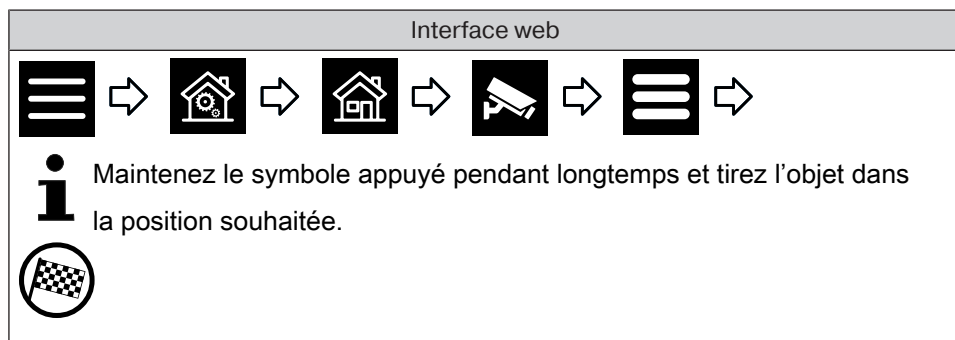 Interface web
Maintenez le symbole appuyé pendant longtemps et tirez l’objet dans
la position souhaitée.